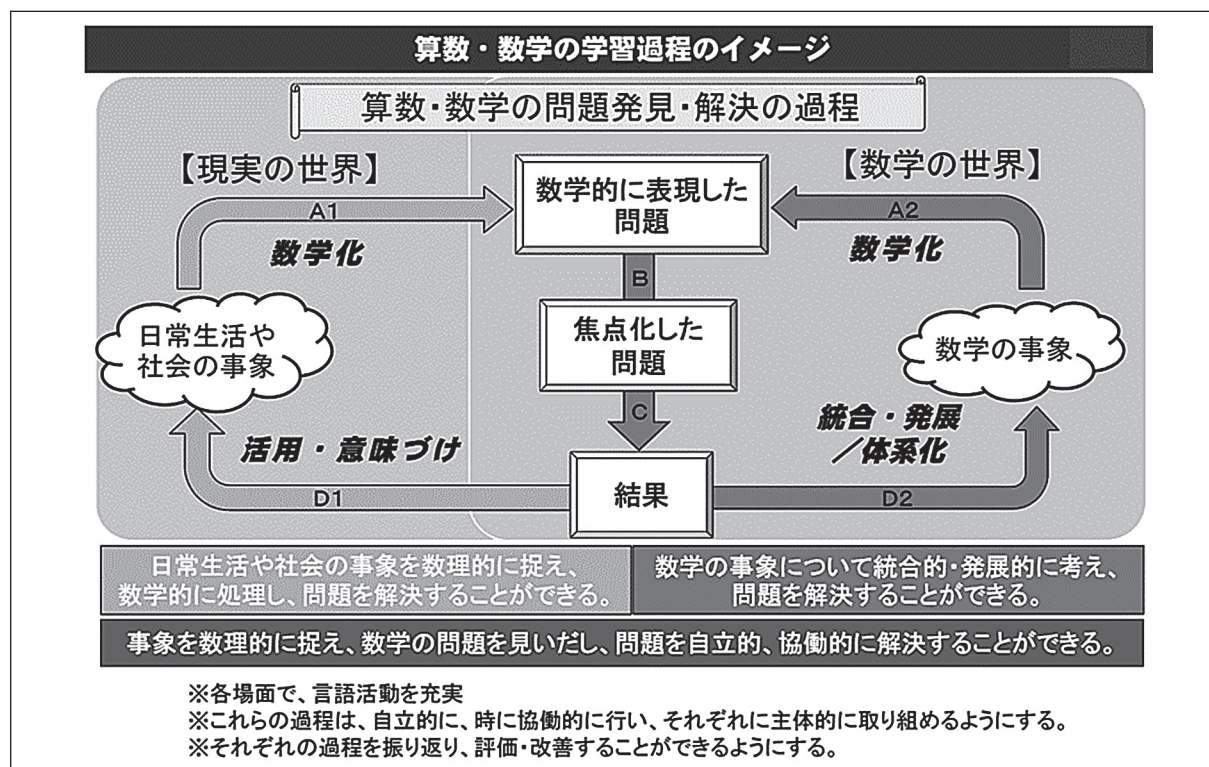 算数・数学の学習過程のイメージ
算数・数学の問題発見・解決の過程
【現実の世界】
【数学の世界】
A1
数学化
数学的に表現した
問題
A2
数学化
B
日常生活や
社会の事象
焦点化した
問題
数学の事象
C
活用・意味づけ
統合・発展
／体系化
D1
結果
D2
日常生活や社会の事象を数理的に捉え、
数学的に処理し、問題を解決することができる。
数学の事象について統合的・発展的に考え、
問題を解決することができる。
事象を数理的に捉え、数学の問題を見いだし、問題を自立的、協働的に解決することができる。
※各場面で、言語活動を充実
※これらの過程は、自立的に、時に協働的に行い、それぞれに主体的に取り組めるようにする。
※それぞれの過程を振り返り、評価・改善することができるようにする。